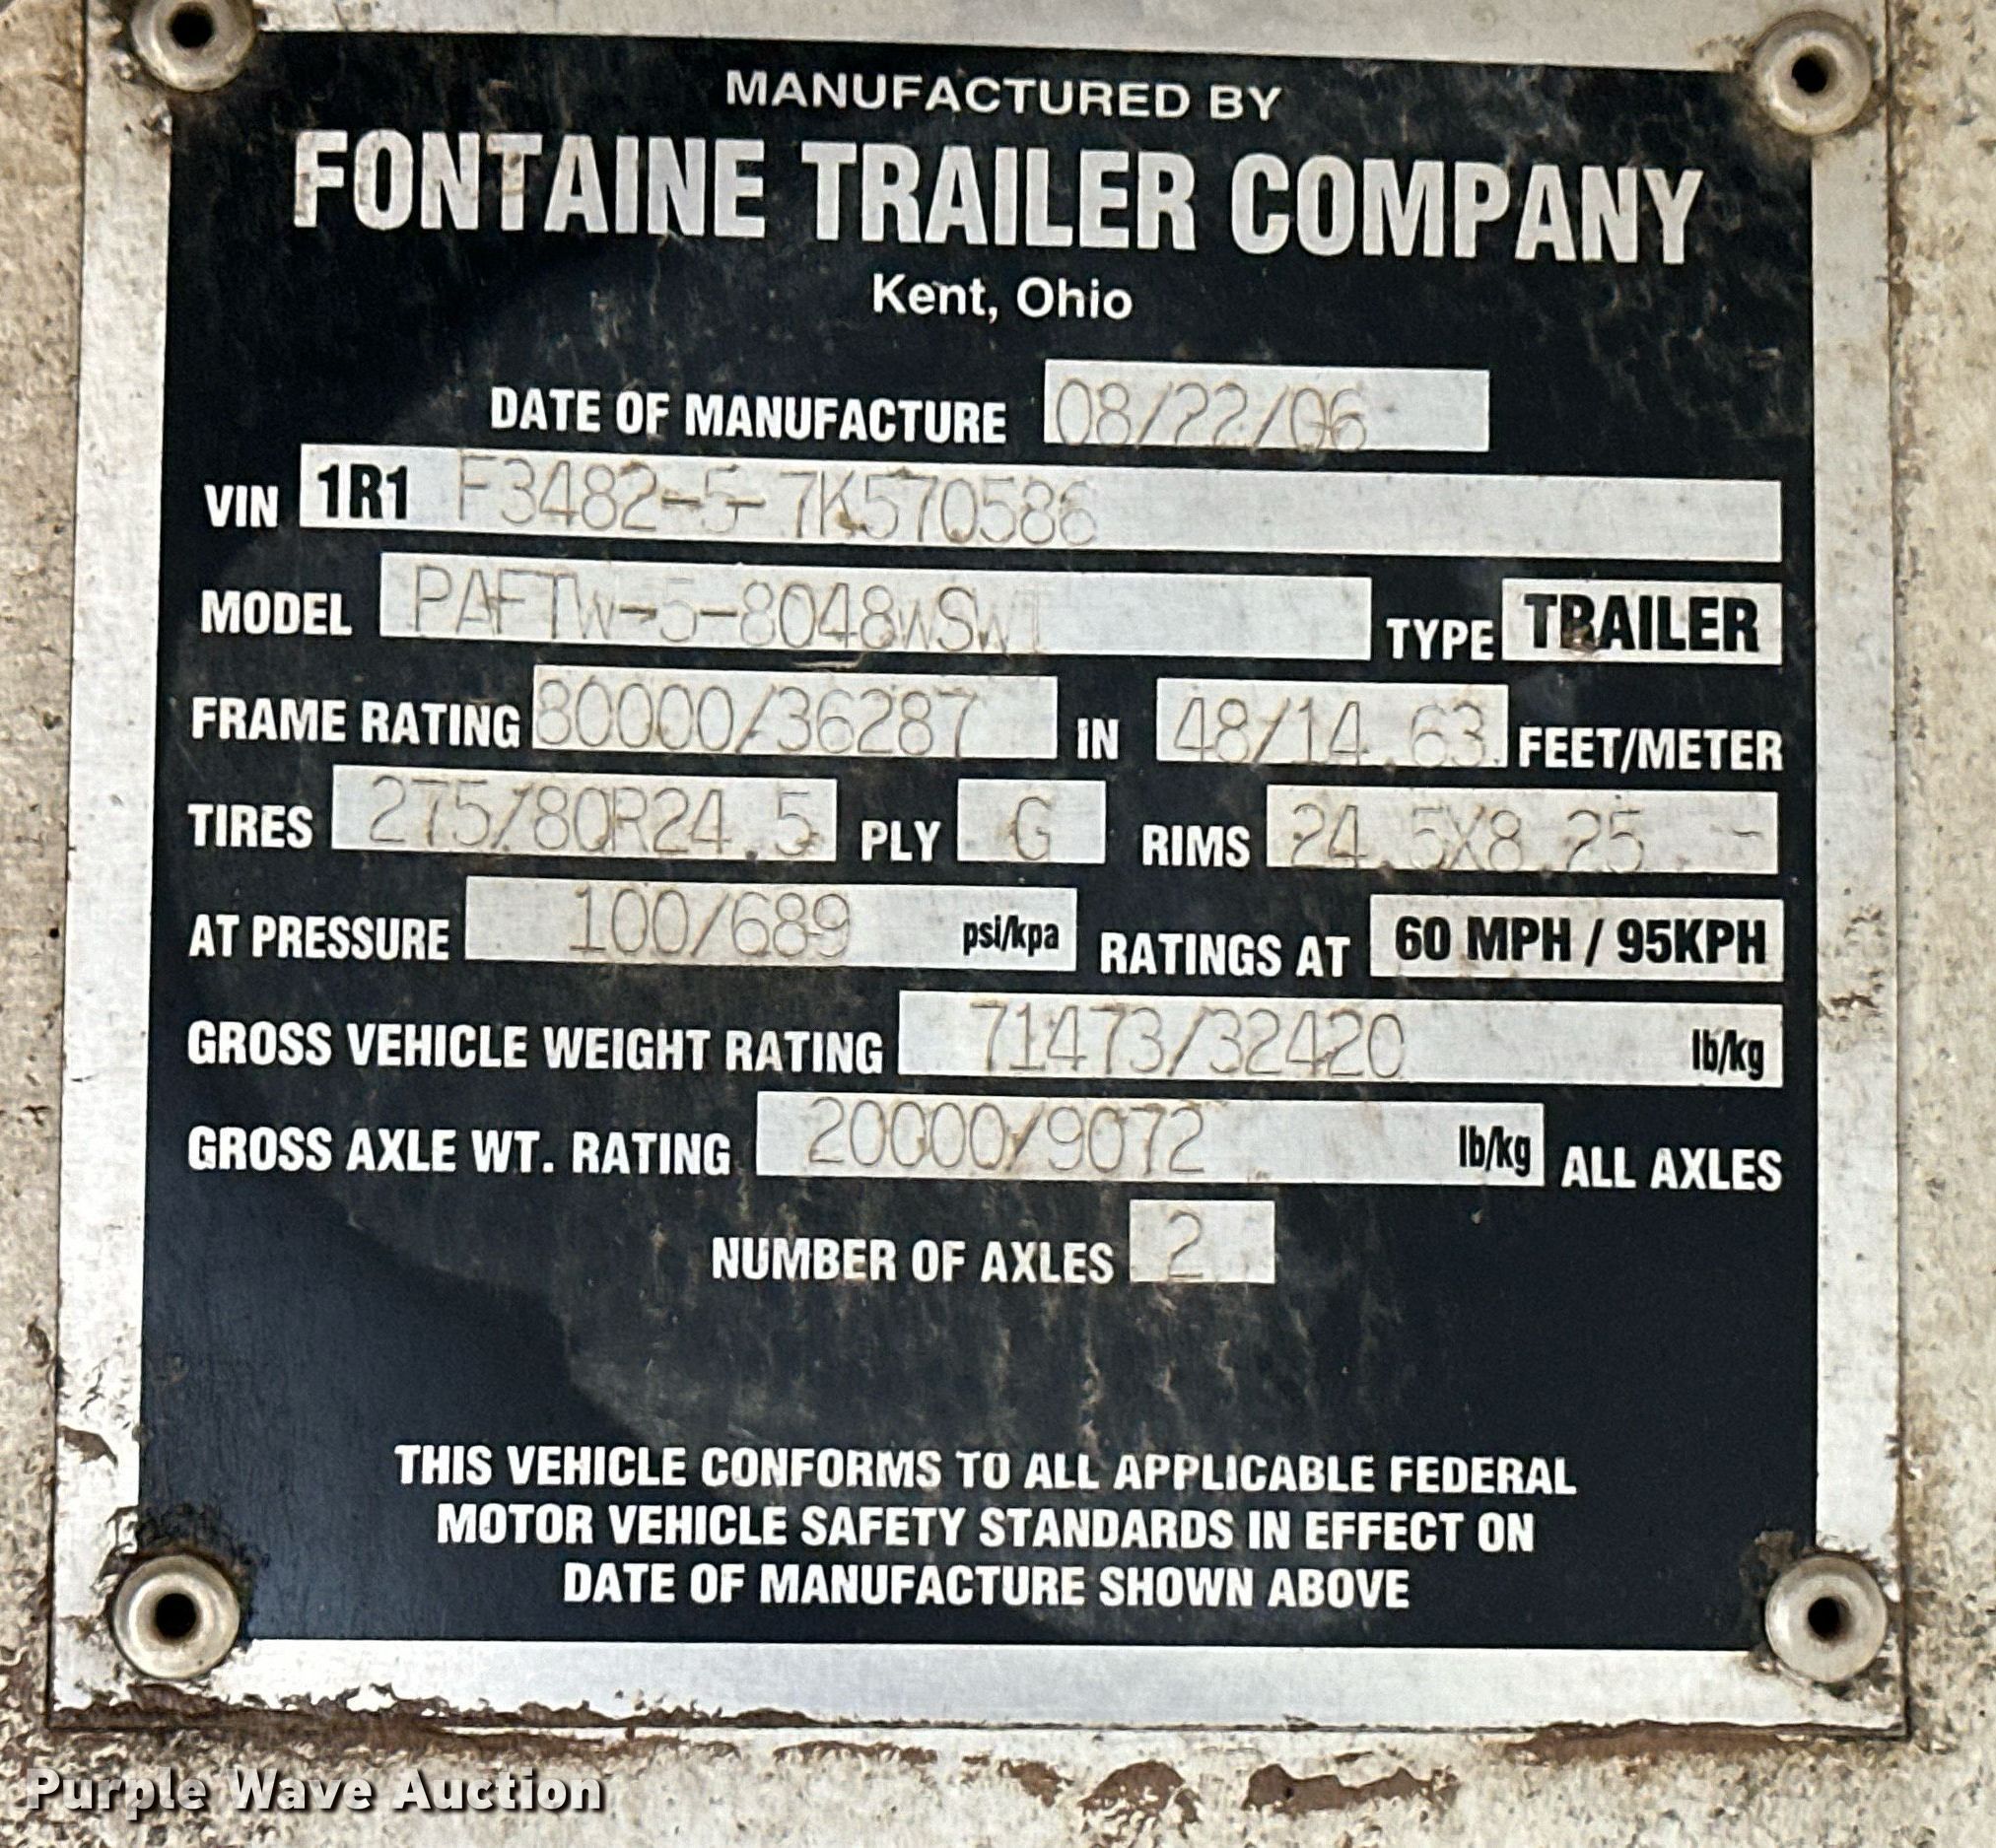 MANUFACTURED BY
FONTAINE TRAILER COMPANY
Kent, Ohio
DATE OF MANUFACTURE 08/22/06
VIN 1R1 F3482-5-7K570586
MODEL PAFTW-5-8048WSWT
TYPE TRAILER
FRAME RATING 80000/36287 IN 48/14.63 FEET/METER
TIRES 275/80R24.5 PLY G RIMS 24.5X8.25 -
AT PRESSURE 100/689 psi/kpa RATINGS AT 60 MPH / 95KPH
GROSS VEHICLE WEIGHT RATING 71473/32420 lb/kg
GROSS AXLE WT. RATING 20000/9072 lb/kg ALL AXLES
NUMBER OF AXLES 2
THIS VEHICLE CONFORMS TO ALL APPLICABLE FEDERAL
MOTOR VEHICLE SAFETY STANDARDS IN EFFECT ON
DATE OF MANUFACTURE SHOWN ABOVE
Purple Wave Auction